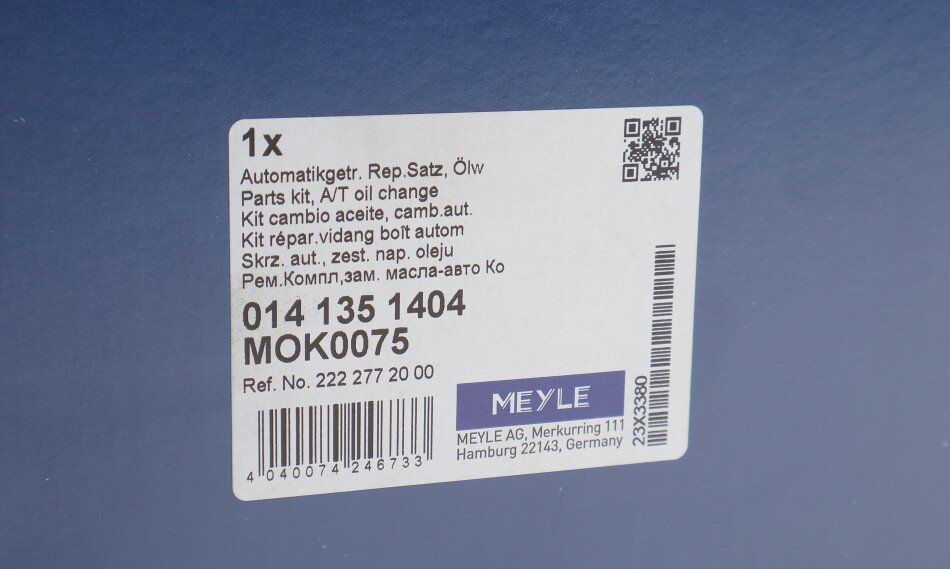 1x
Automatikgetr. Rep.Satz, Ölw
Parts kit, A/T oil change
Kit cambio aceite, camb.aut.
Kit répar.vidang boît autom
Skrz. aut., zest. nap. oleju
Рем.Компл,зам. масла-авто Ко
014 135 1404
MOK0075
Ref. No. 222 277 20 00
4 040074 246733
MEYLE
MEYLE AG, Merkurring 111
Hamburg 22143, Germany
23X3380